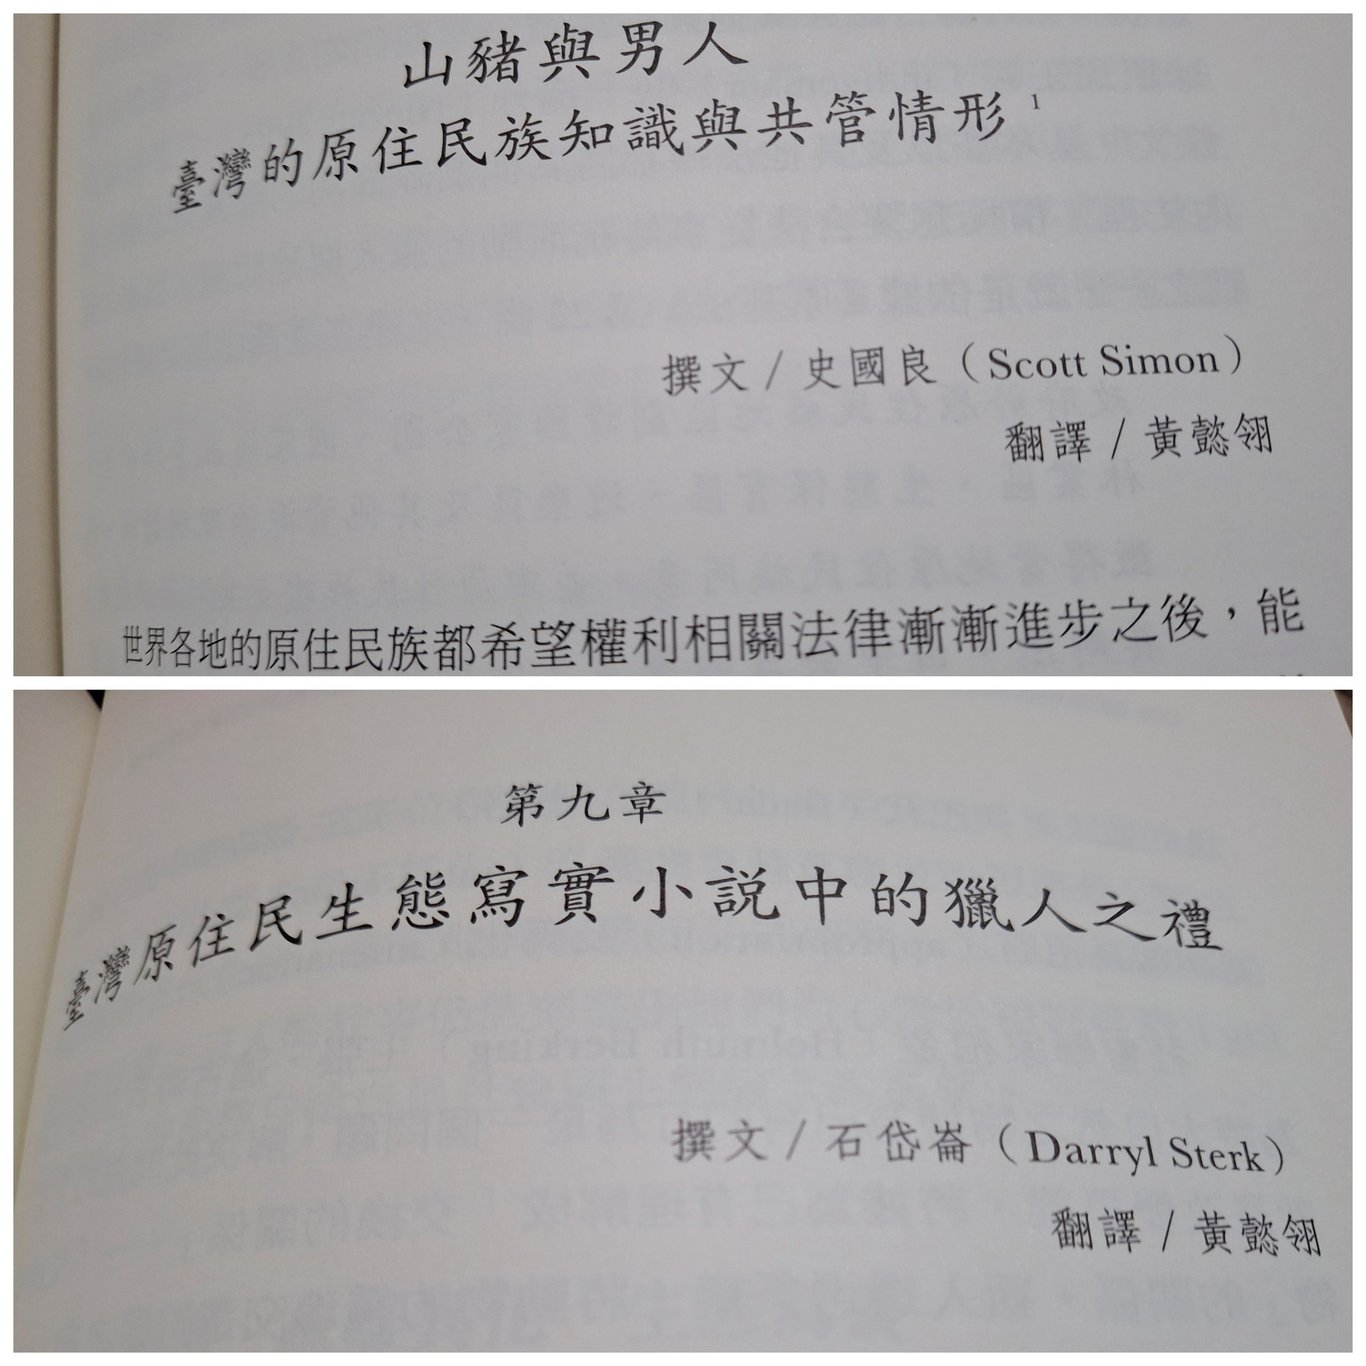 山豬與男人
臺灣的原住民族知識與共管情形 1
撰文 / 史國良（Scott Simon）
翻譯 / 黃懿翎
世界各地的原住民族都希望權利相關法律漸漸進步之後，能
第九章
臺灣原住民生態寫實小說中的獵人之禮
撰文 / 石岱崙（Darryl Sterk）
翻譯 / 黃懿翎